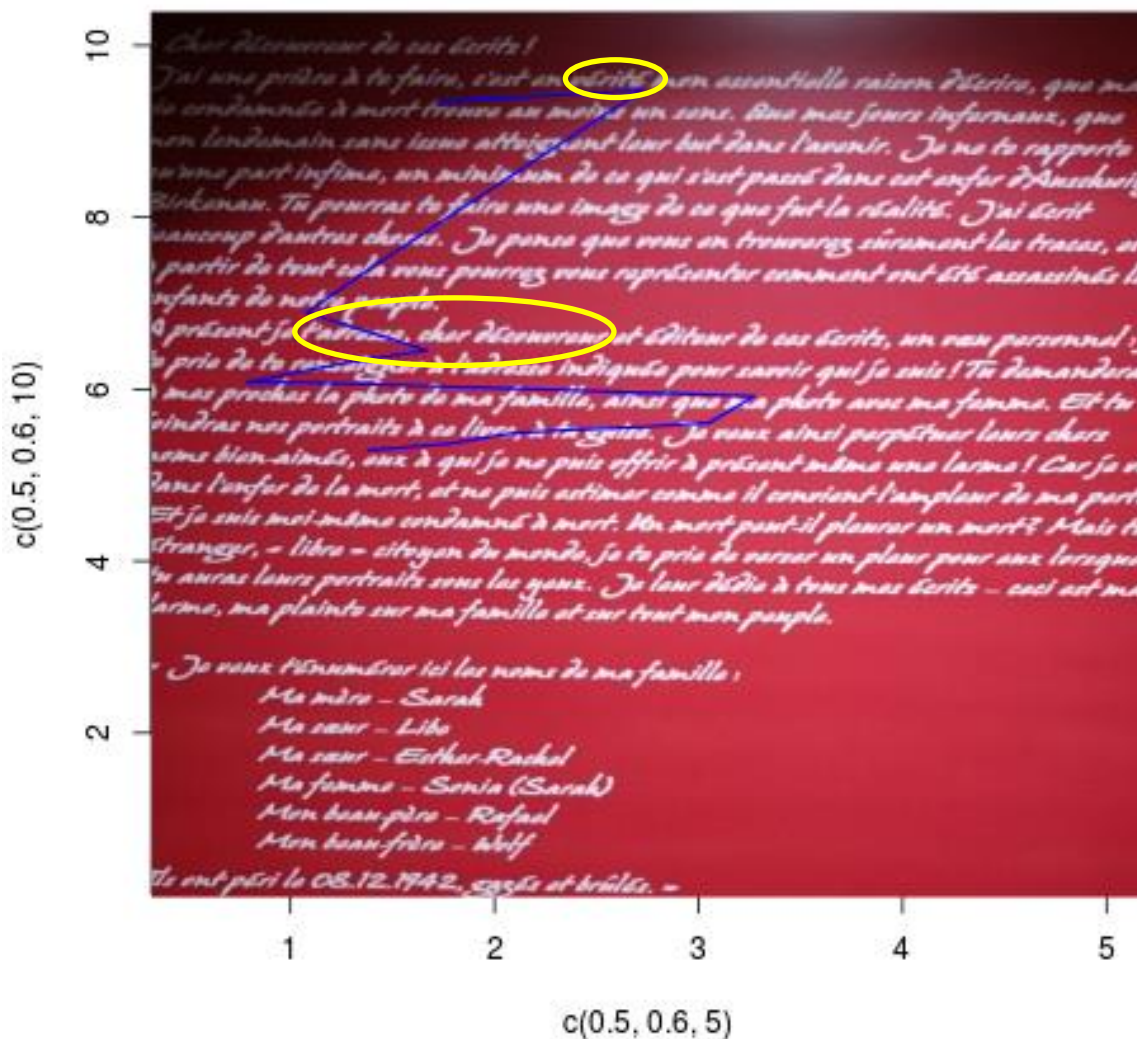 « Cher découvreur de ces écrits !
J'ai une prière à te faire, c'est en vérité mon essentielle raison d'écrire, que ma
vie condamnée à mort trouve au moins un sens. Que mes jours infernaux, que
mon lendemain sans issue atteignent leur but dans l'avenir. Je ne te rapporte
qu'une part infime, un minimum de ce qui s'est passé dans cet enfer d'Auschwitz
Birkenau. Tu pourras te faire une image de ce que fut la réalité. J'ai écrit
beaucoup d'autres choses. Je pense que vous en trouverez sûrement les traces, et
à partir de tout cela vous pourrez vous représenter comment ont été assassinés
enfants de notre peuple.
A présent je t'adresse, cher découvreur et éditeur de ces écrits, un vœu personnel :
te prie de te à l'adresse indiquée pour savoir qui je suis ! Tu demandera
à mes proches la photo de ma famille, ainsi que photo avec ma femme. Et tu
joindras nos portraits à ce livre, à ta guise. Je veux ainsi perpétuer leurs chers
noms bien-aimés, eux à qui je ne puis offrir à présent même une larme ! Car je
dans l'enfer de la mort, et ne puis estimer comme il convient l'ampleur de ma
Et je suis moi-même condamné à mort. Un mort peut-il pleurer un mort ? Mais
étranger, « libre » citoyen du monde, je te prie de verser un pleur pour eux lorsque
tu auras leurs portraits sous les yeux. Je leur dédie à tous mes écrits – ceci est ma
larme, ma plainte sur ma famille et sur tout mon peuple.
« Je veux t'énumérer ici les noms de ma famille :
Ma mère – Sarah
Ma sœur – Libe
Ma sœur – Esther-Rachel
Ma femme – Sonia (Sarah)
Mon beau-père – Rafael
Mon beau-frère – Wolf
Ils ont péri le 08.12.1942, gazés et brûlés. »
10
8
6
4
2
c(0.5, 0.6, 10)
1 2 3 4 5
c(0.5, 0.6, 5)